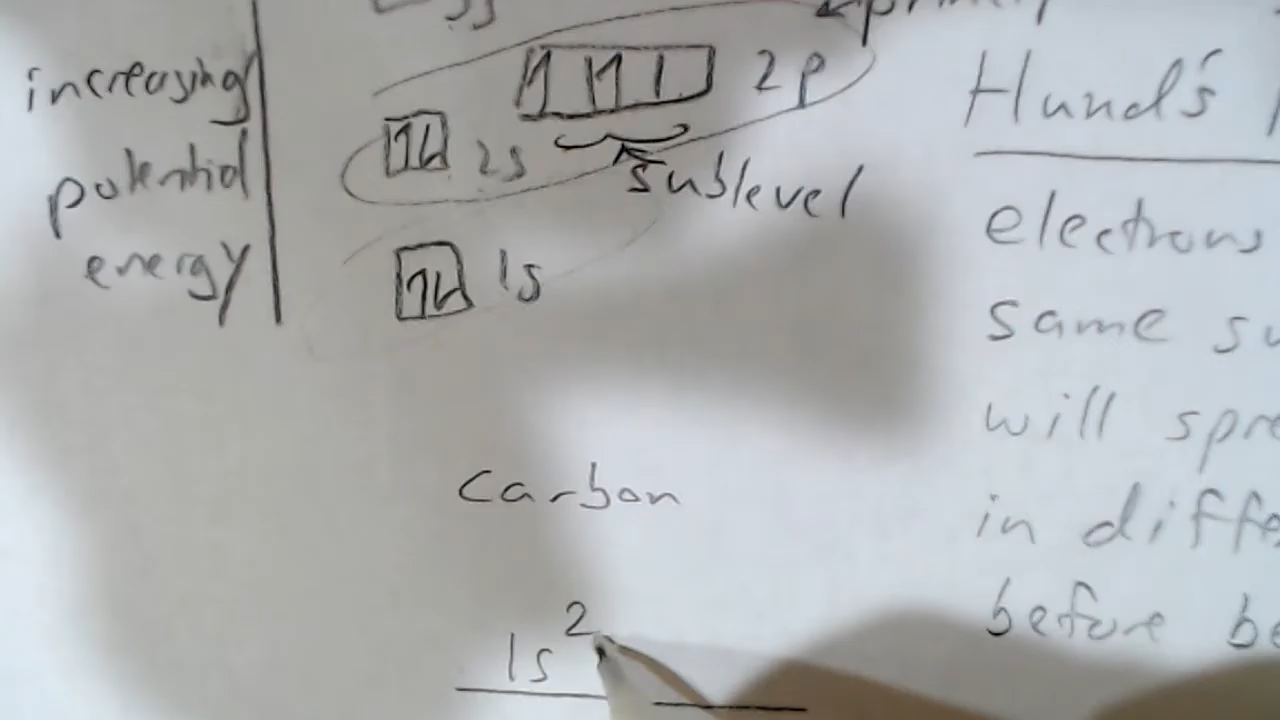 increasing
potential
energy
2p
2s
sublevel
1s
carbon
1s²
Hund's
electrons
same
will
in
before